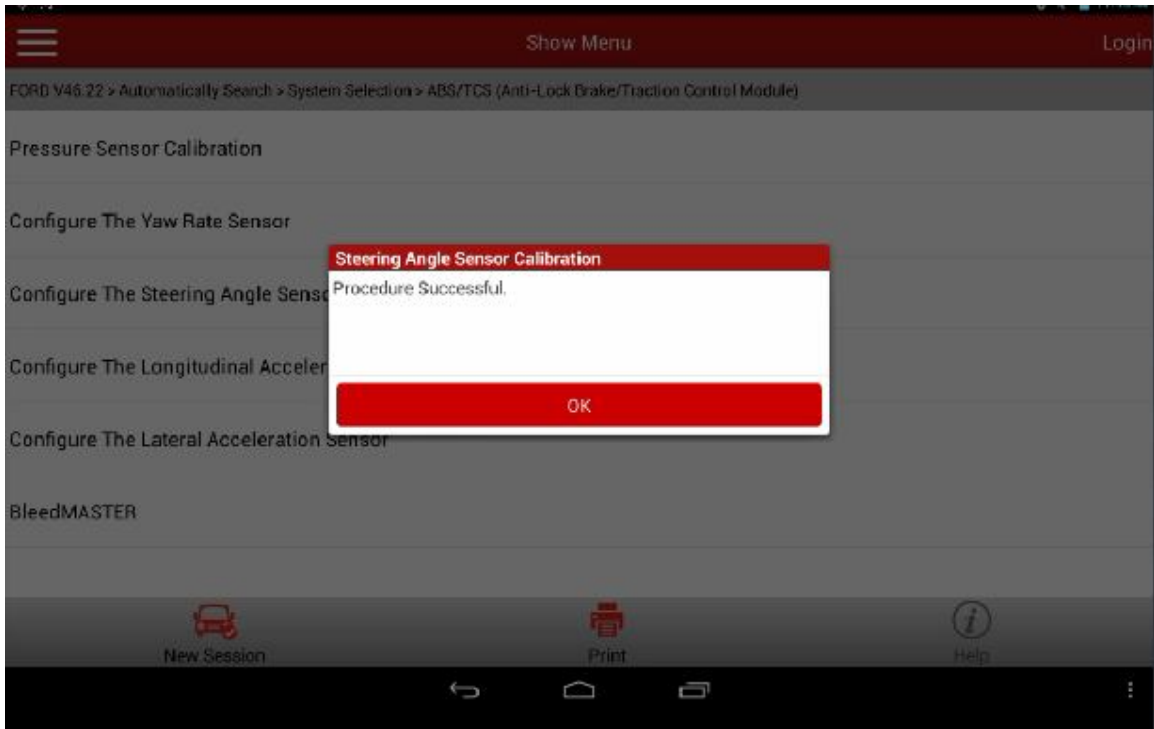 Show Menu
Login
FORD V46.22 > Automatically Search > System Selection > ABS/TCS (Anti-Lock Brake/Traction Control Module)
Pressure Sensor Calibration
Configure The Yaw Rate Sensor
Steering Angle Sensor Calibration
Configure The Steering Angle
Procedure Successful.
Configure The Longitudinal
OK
Configure The Lateral Acceleration Sensor
BleedMASTER
New Session
Print
Help